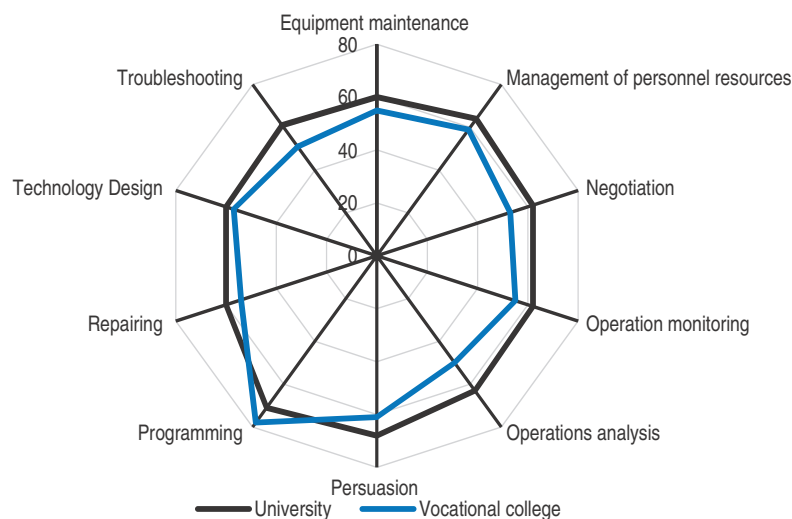 Equipment maintenance
80
Troubleshooting
Management of personnel resources
60
40
Technology Design
Negotiation
20
0
Repairing
Operation monitoring
Programming
Operations analysis
Persuasion
University
Vocational college